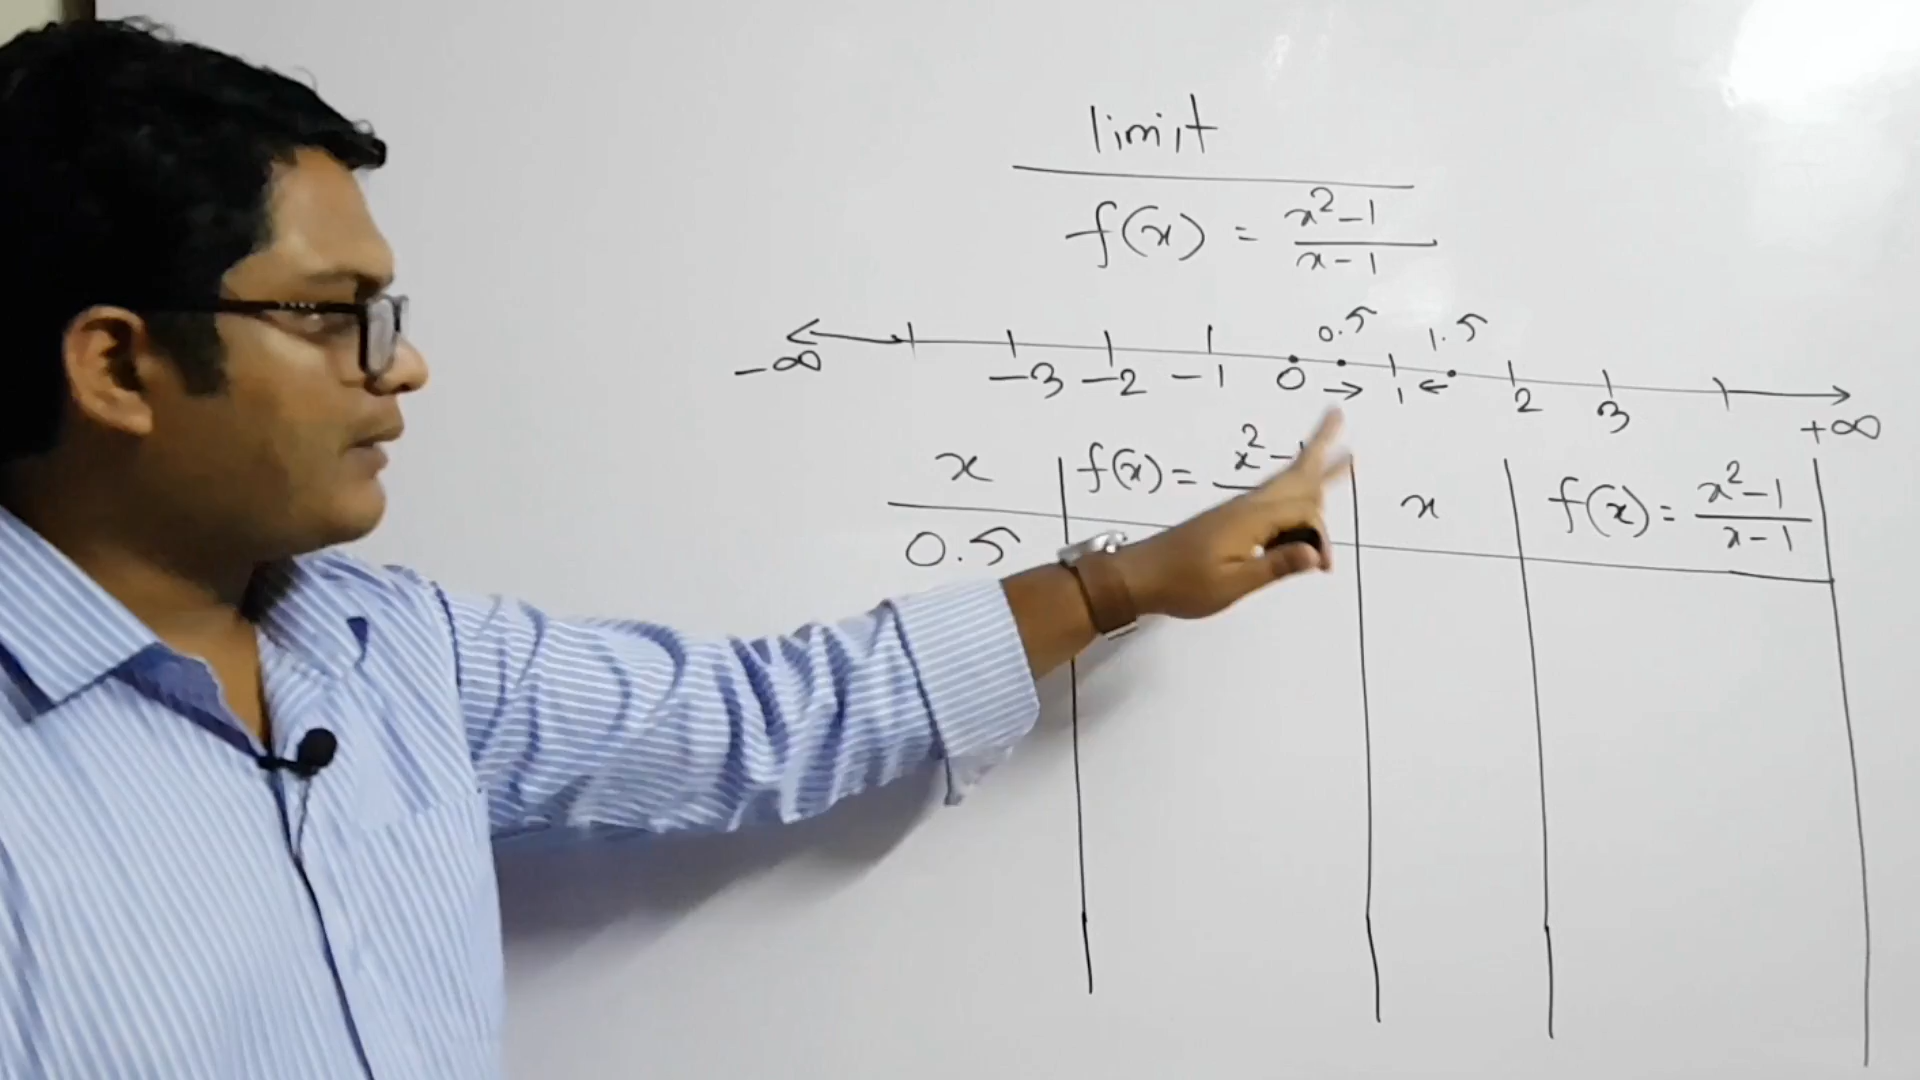 limit
f(x) = x²-1 / x-1
0.5 1.5
-∞ -3 -2 -1 0 → 1 ← 2 3 +∞
x f(x) = x²- x f(x) = x²-1 / x-1
0.5